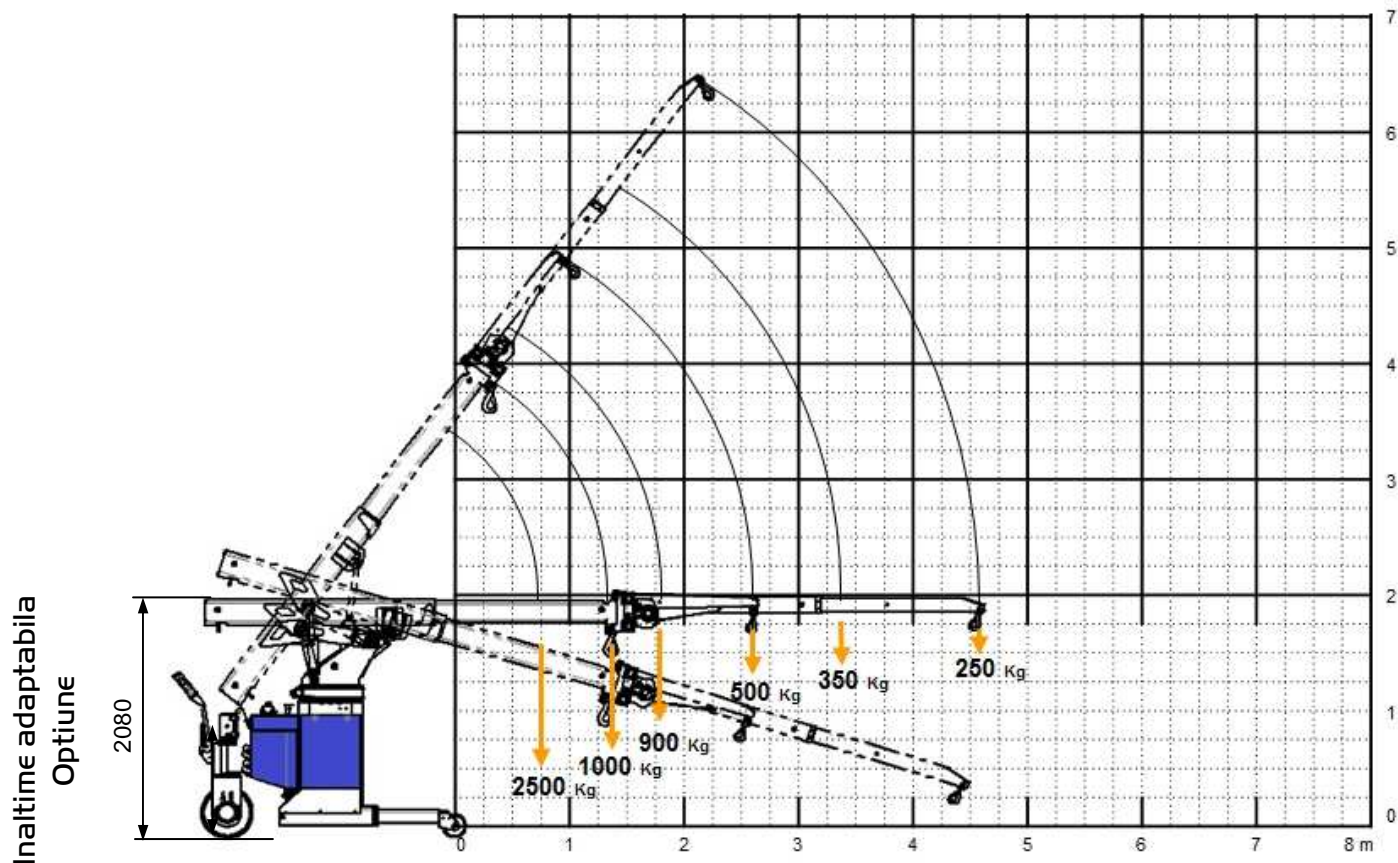 7
6
5
4
3
2
1
0
2500 Kg
1000 Kg
900 Kg
500 Kg
350 Kg
250 Kg
2080
Inaltime adaptabila
Optiune
0 1 2 3 4 5 6 7 8 m